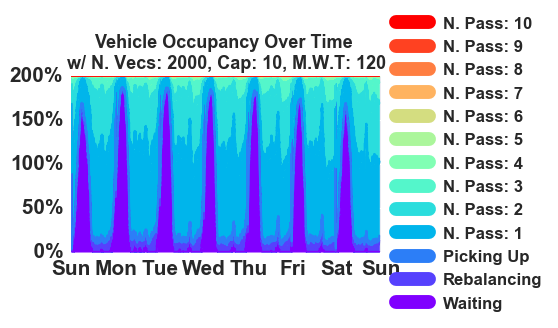 Vehicle Occupancy Over Time
w/ N. Vecs: 2000, Cap: 10, M.W.T: 120
200%
150%
100%
50%
0%
Sun Mon Tue Wed Thu Fri Sat Sun
N. Pass: 10
N. Pass: 9
N. Pass: 8
N. Pass: 7
N. Pass: 6
N. Pass: 5
N. Pass: 4
N. Pass: 3
N. Pass: 2
N. Pass: 1
Picking Up
Rebalancing
Waiting